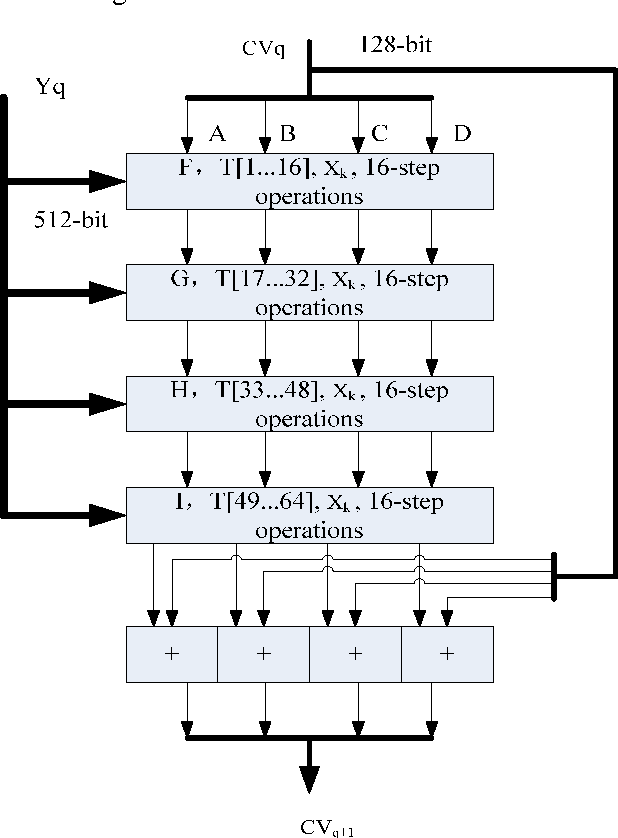 CVq
128-bit
Yq
A B C D
F, T[1...16], Xk, 16-step
operations
512-bit
G, T[17...32], Xk, 16-step
operations
H, T[33...48], Xk, 16-step
operations
I, T[49...64], Xk, 16-step
operations
+ + + +
CVq+1